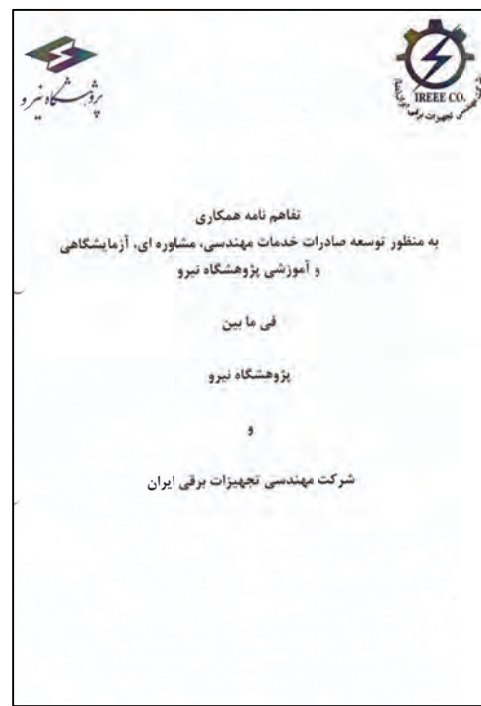 پژوهشگاه نیرو
IREEE CO.
تفاهم نامه همکاری
به منظور توسعه صادرات خدمات مهندسی، مشاوره ای، آزمایشگاهی
و آموزشی پژوهشگاه نیرو
فی ما بین
پژوهشگاه نیرو
و
شرکت مهندسی تجهیزات برقی ایران